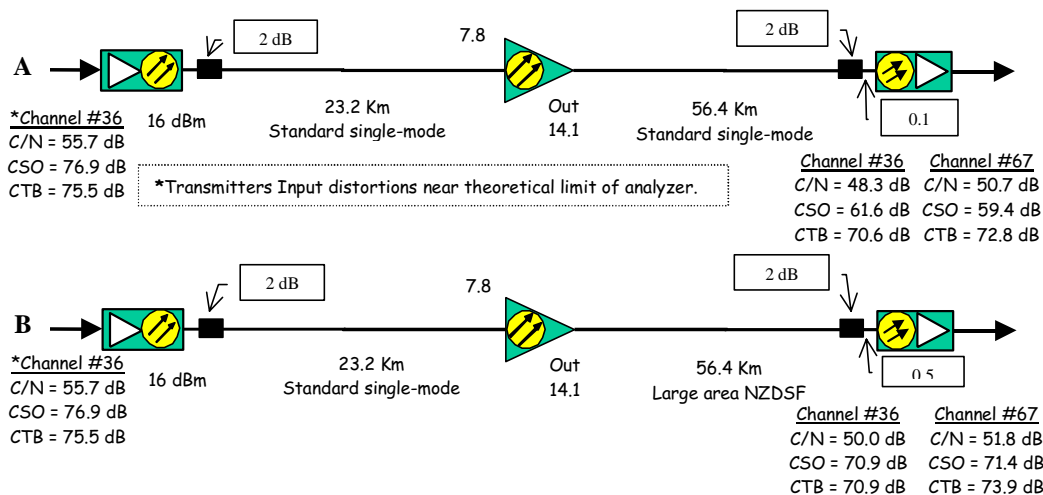 2 dB
7.8
2 dB
A
*Channel #36
C/N = 55.7 dB
CSO = 76.9 dB
CTB = 75.5 dB
16 dBm
23.2 Km
Standard single-mode
Out
14.1
56.4 Km
Standard single-mode
0.1
*Transmitters Input distortions near theoretical limit of analyzer.
Channel #36
C/N = 48.3 dB
CSO = 61.6 dB
CTB = 70.6 dB
Channel #67
C/N = 50.7 dB
CSO = 59.4 dB
CTB = 72.8 dB
2 dB
7.8
2 dB
B
*Channel #36
C/N = 55.7 dB
CSO = 76.9 dB
CTB = 75.5 dB
16 dBm
23.2 Km
Standard single-mode
Out
14.1
56.4 Km
Large area NZDSF
0.5
Channel #36
C/N = 50.0 dB
CSO = 70.9 dB
CTB = 70.9 dB
Channel #67
C/N = 51.8 dB
CSO = 71.4 dB
CTB = 73.9 dB